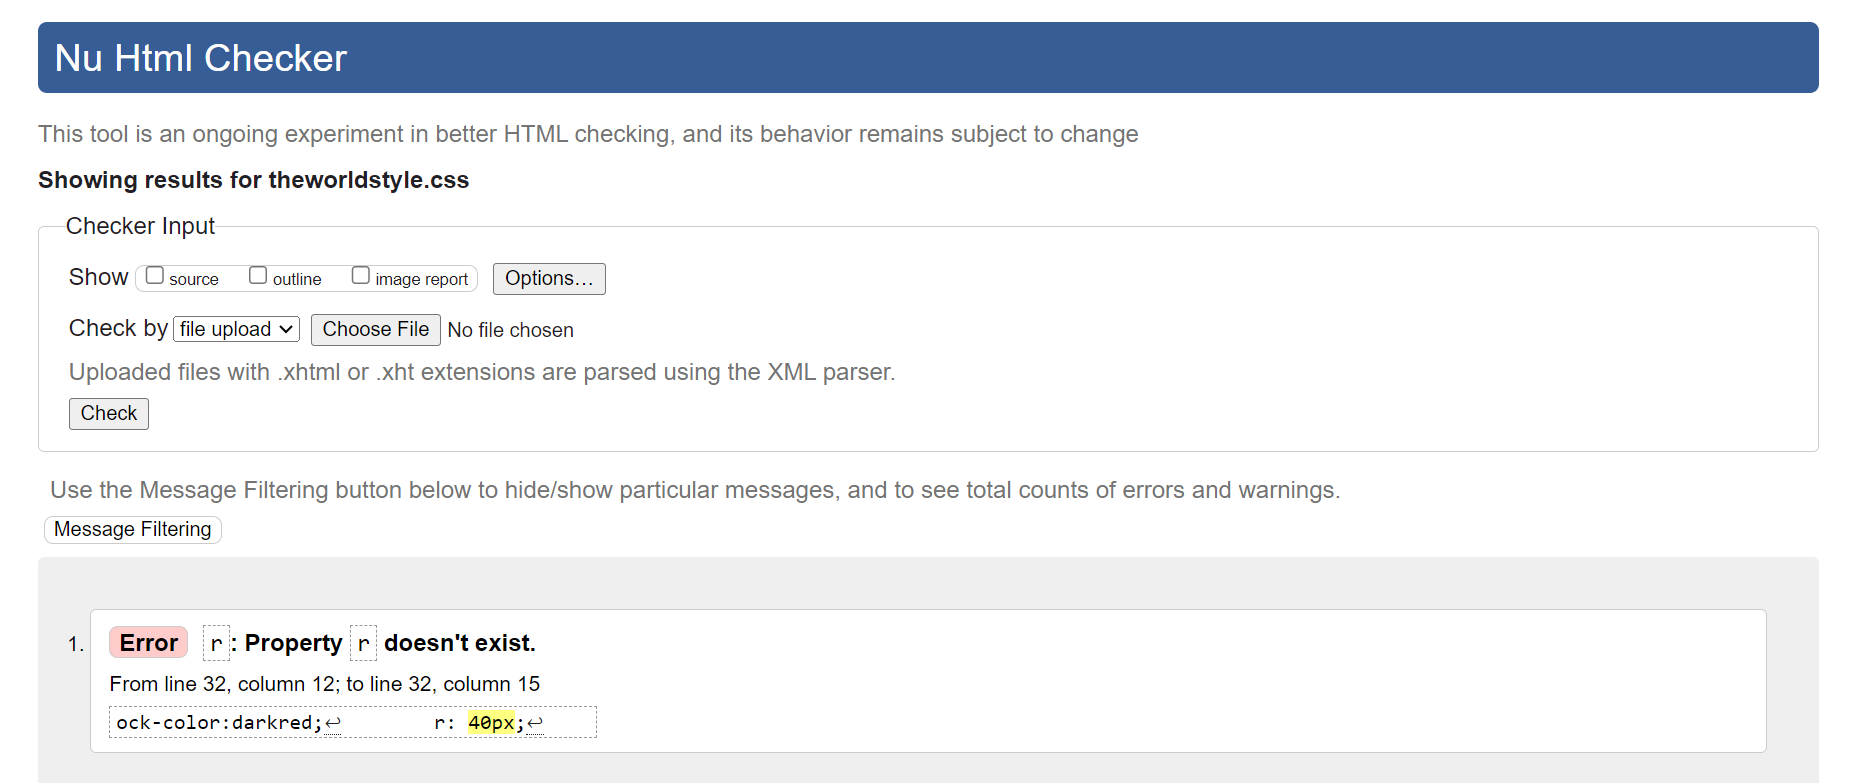 Nu Html Checker
This tool is an ongoing experiment in better HTML checking, and its behavior remains subject to change
Showing results for theworldstyle.css
Checker Input
Show source outline image report Options…
Check by file upload Choose File No file chosen
Uploaded files with .xhtml or .xht extensions are parsed using the XML parser.
Check
Use the Message Filtering button below to hide/show particular messages, and to see total counts of errors and warnings.
Message Filtering
1. Error r: Property r doesn't exist.
From line 32, column 12; to line 32, column 15
ock-color:darkred;↩ r: 40px;↩